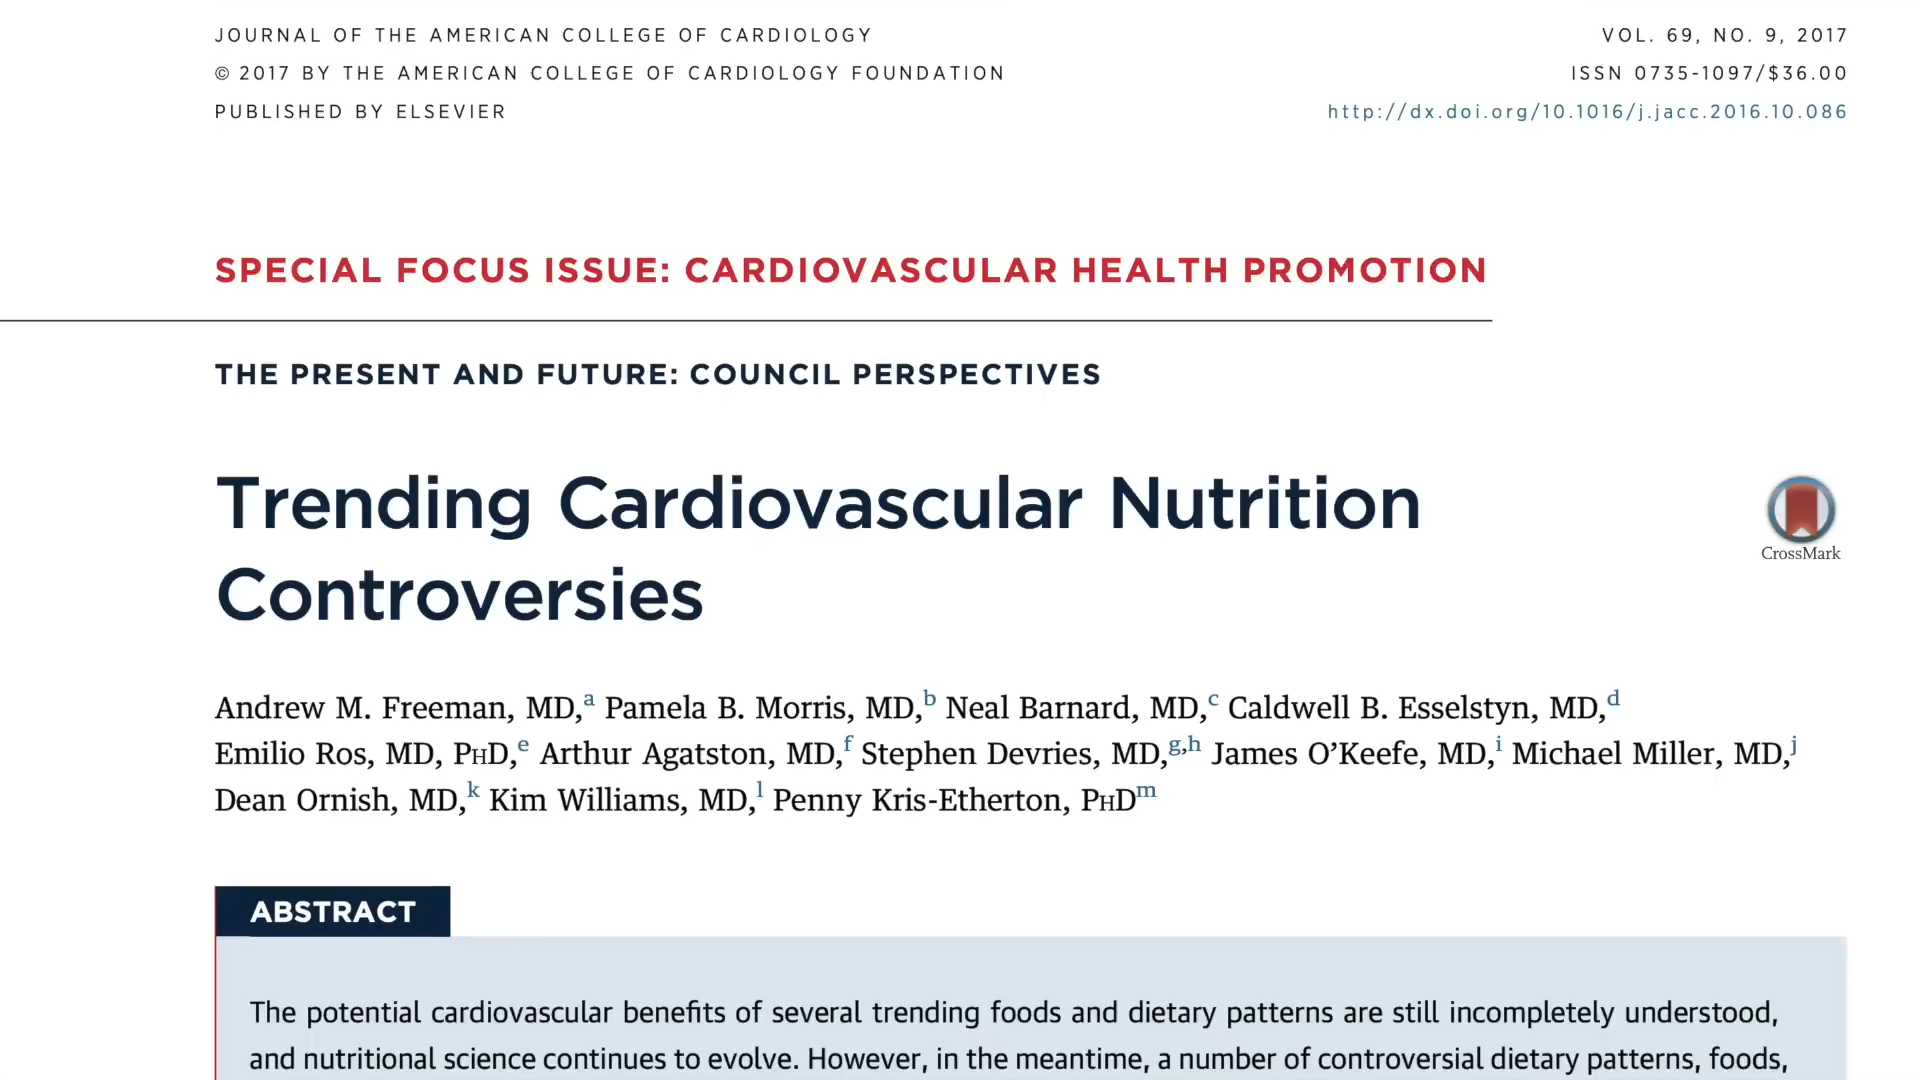 JOURNAL OF THE AMERICAN COLLEGE OF CARDIOLOGY
© 2017 BY THE AMERICAN COLLEGE OF CARDIOLOGY FOUNDATION
PUBLISHED BY ELSEVIER
VOL. 69, NO. 9, 2017
ISSN 0735-1097/$36.00
http://dx.doi.org/10.1016/j.jacc.2016.10.086
SPECIAL FOCUS ISSUE: CARDIOVASCULAR HEALTH PROMOTION
THE PRESENT AND FUTURE: COUNCIL PERSPECTIVES
Trending Cardiovascular Nutrition
Controversies
CrossMark
Andrew M. Freeman, MD,a Pamela B. Morris, MD,b Neal Barnard, MD,c Caldwell B. Esselstyn, MD,d
Emilio Ros, MD, PhD,e Arthur Agatston, MD,f Stephen Devries, MD,g,h James O’Keefe, MD,i Michael Miller, MD,j
Dean Ornish, MD,k Kim Williams, MD,l Penny Kris-Etherton, PhDm
ABSTRACT
The potential cardiovascular benefits of several trending foods and dietary patterns are still incompletely understood,
and nutritional science continues to evolve. However, in the meantime, a number of controversial dietary patterns, foods,